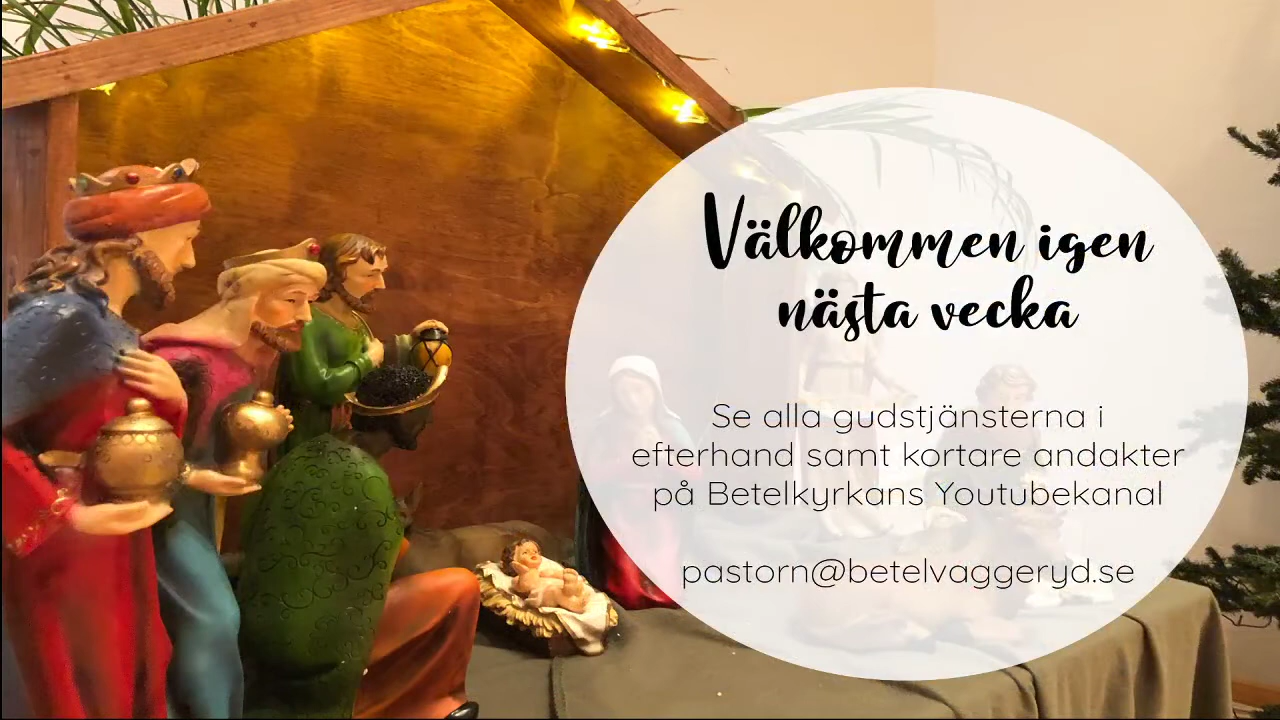 Välkommen igen
nästa vecka
Se alla gudstjänsterna i
efterhand samt kortare andakter
på Betelkyrkans Youtubekanal
pastorn@betelvaggeryd.se